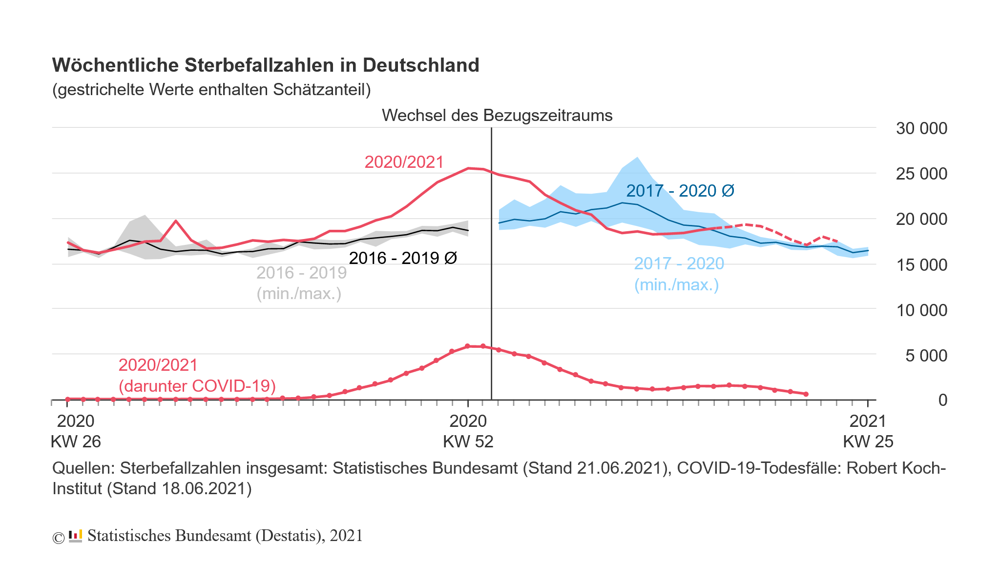 Wöchentliche Sterbefallzahlen in Deutschland
(gestrichelte Werte enthalten Schätzanteil)
Wechsel des Bezugszeitraums
30 000
2020/2021
25 000
2017 - 2020 Ø
20 000
2016 - 2019 Ø
15 000
2016 - 2019
(min./max.)
2017 - 2020
(min./max.)
10 000
5 000
2020/2021
(darunter COVID-19)
0
2020
KW 26
2020
KW 52
2021
KW 25
Quellen: Sterbefallzahlen insgesamt: Statistisches Bundesamt (Stand 21.06.2021), COVID-19-Todesfälle: Robert Koch-
Institut (Stand 18.06.2021)
© Statistisches Bundesamt (Destatis), 2021